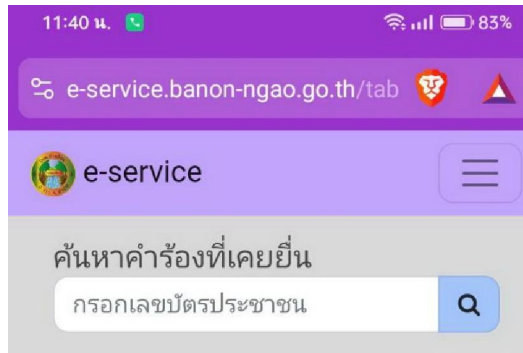 11:40 น. 83%
e-service.banon-ngao.go.th/tab
e-service
ค้นหาคำร้องที่เคยยื่น
กรอกเลขบัตรประชาชน